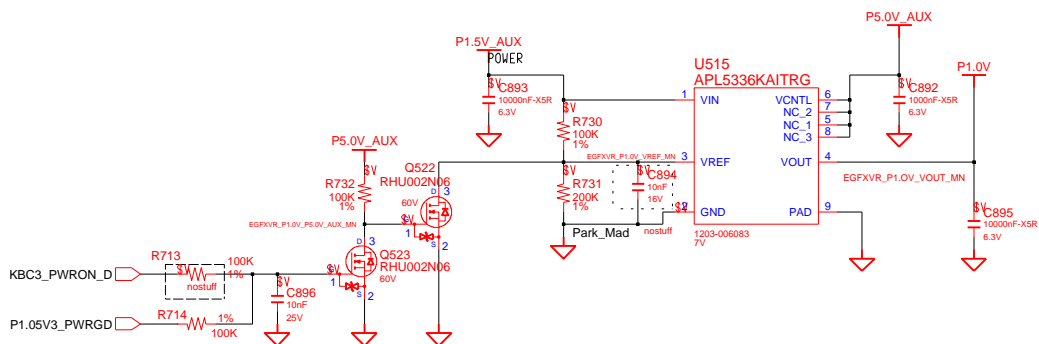 P5.0V_AUX
P1.5V_AUX
POWER
P1.0V
U515
APL5336KAITRG
$V
C893
10000nF-X5R
6.3V
$V
C892
1000nF-X5R
6.3V
1
VIN
VCNTL
6
NC_2
7
NC_1
5
NC_3
8
$V
R730
100K
1%
P5.0V_AUX
EGFXVR_P1.0V_VREF_MN
3
VREF
VOUT
4
EGFXVR_P1.0V_VOUT_MN
$V
R732
100K
1%
Q522
RHU002N06
60V
D
3
G
1
S
2
$V
R731
200K
1%
$V
C894
10nF
16V
nostuff
$V
2
GND
PAD
9
Park_Mad
1203-006083
7V
$V
C895
10000nF-X5R
6.3V
EGFXVR_P1.0V_P5.0V_AUX_MN
$V
D
3
Q523
RHU002N06
60V
G
1
S
2
KBC3_PWRON_D
R713
$V
100K
1%
nostuff
$V
C896
10nF
25V
P1.05V3_PWRGD
R714
1%
100K